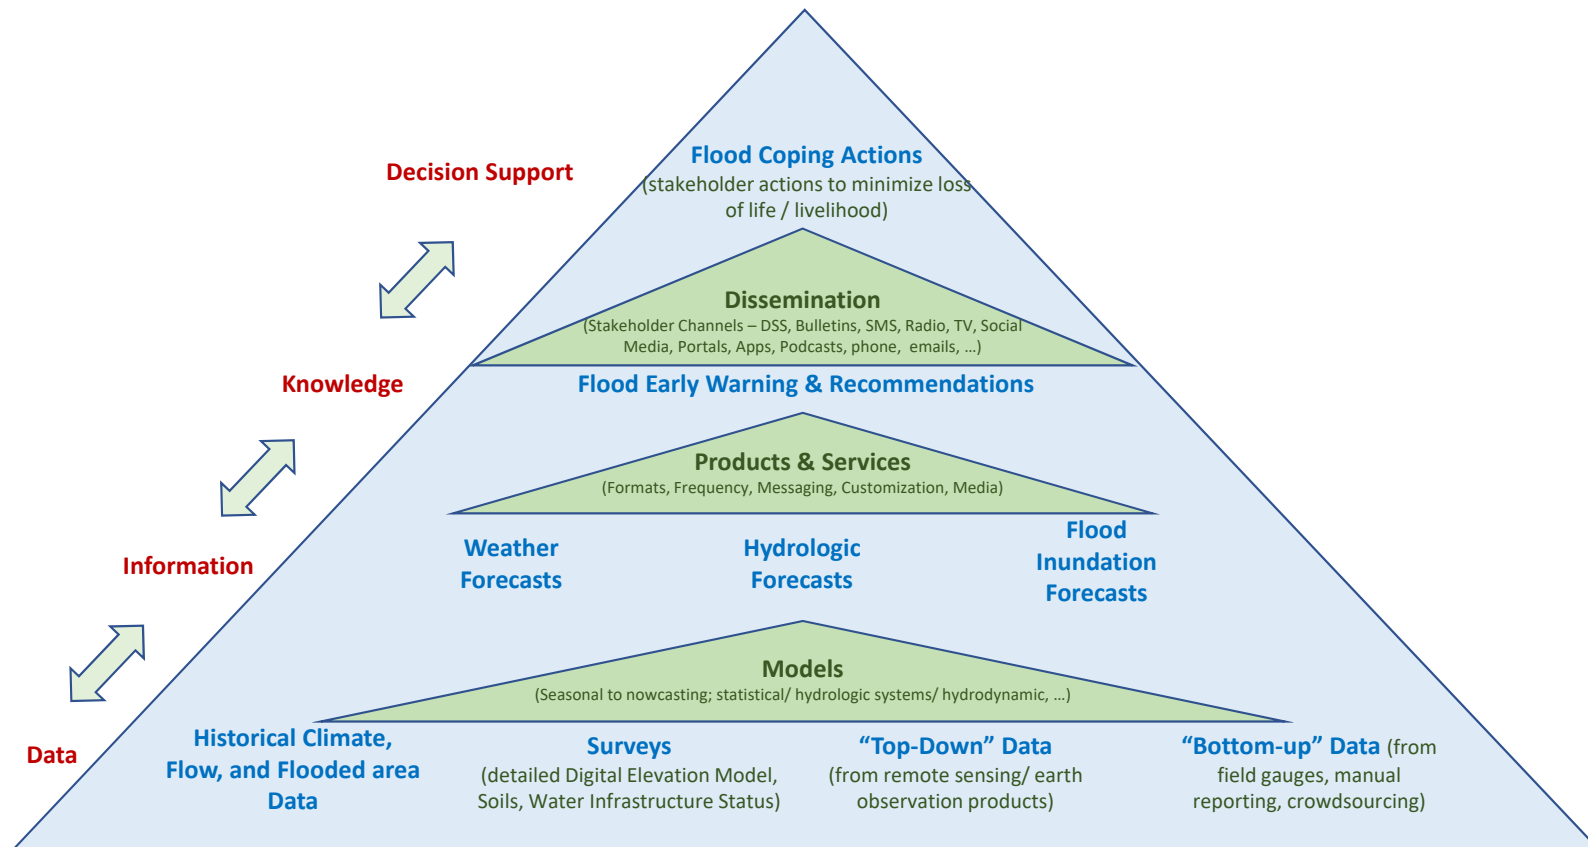 Flood Coping Actions
(stakeholder actions to minimize loss
of life / livelihood)
Decision Support
Dissemination
(Stakeholder Channels – DSS, Bulletins, SMS, Radio, TV, Social
Media, Portals, Apps, Podcasts, phone, emails, …)
Knowledge
Flood Early Warning & Recommendations
Products & Services
(Formats, Frequency, Messaging, Customization, Media)
Information
Weather
Forecasts
Hydrologic
Forecasts
Flood
Inundation
Forecasts
Models
(Seasonal to nowcasting; statistical/ hydrologic systems/ hydrodynamic, …)
Data
Historical Climate,
Flow, and Flooded area
Data
Surveys
(detailed Digital Elevation Model,
Soils, Water Infrastructure Status)
“Top-Down” Data
(from remote sensing/ earth
observation products)
“Bottom-up” Data (from
field gauges, manual
reporting, crowdsourcing)